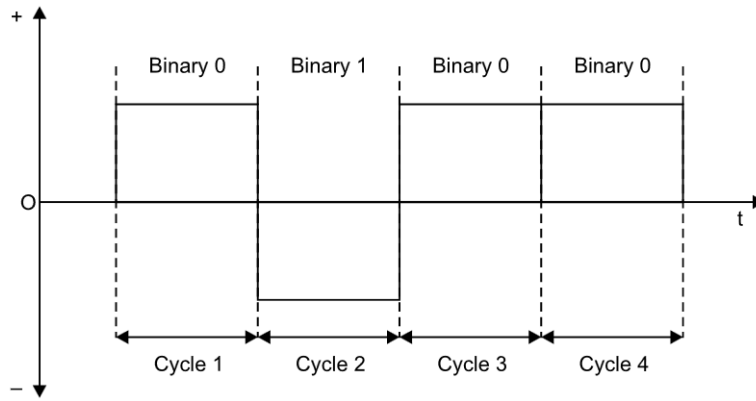 +
Binary 0 Binary 1 Binary 0 Binary 0
O
t
Cycle 1 Cycle 2 Cycle 3 Cycle 4
–